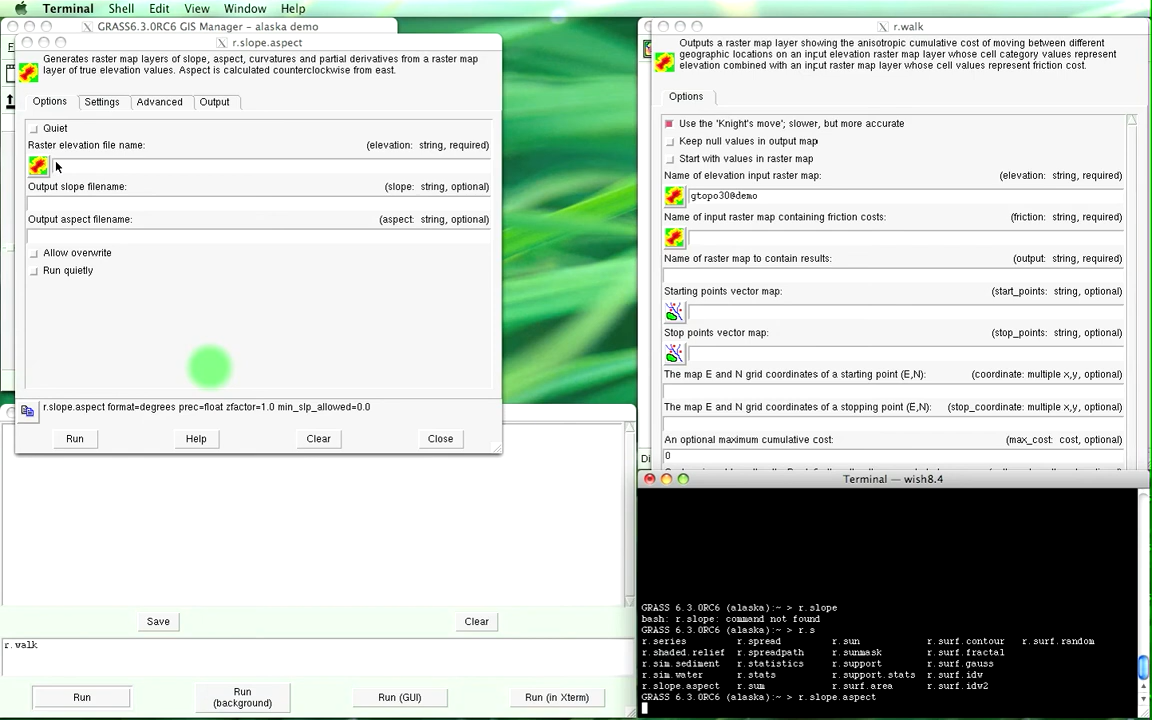 Terminal Shell Edit View Window Help
GRASS6.3.0RC6 GIS Manager - alaska demo
r.slope.aspect
Generates raster map layers of slope, aspect, curvatures and partial derivatives from a raster map
layer of true elevation values. Aspect is calculated counterclockwise from east.
Options Settings Advanced Output
Quiet
Raster elevation file name: (elevation: string, required)
Output slope filename: (slope: string, optional)
Output aspect filename: (aspect: string, optional)
Allow overwrite
Run quietly
r.slope.aspect format=degrees prec=float zfactor=1.0 min_slp_allowed=0.0
Run Help Clear Close
Save Clear
r.walk
Run
Run
(background)
Run (GUI)
Run (in Xterm)
r.walk
Outputs a raster map layer showing the anisotropic cumulative cost of moving between different
geographic locations on an input elevation raster map layer whose cell category values represent
elevation combined with an input raster map layer whose cell values represent friction cost.
Options
Use the 'Knight's move'; slower, but more accurate
Keep null values in output map
Start with values in raster map
Name of elevation input raster map: (elevation: string, required)
gtopo30@demo
Name of input raster map containing friction costs: (friction: string, required)
Name of raster map to contain results: (output: string, required)
Starting points vector map: (start_points: string, optional)
Stop points vector map: (stop_points: string, optional)
The map E and N grid coordinates of a starting point (E,N): (coordinate: multiple x,y, optional)
The map E and N grid coordinates of a stopping point (E,N): (stop_coordinate: multiple x,y, optional)
An optional maximum cumulative cost: (max_cost: cost, optional)
0
Terminal — wish8.4
GRASS 6.3.0RC6 (alaska):~ > r.slope
bash: r.slope: command not found
GRASS 6.3.0RC6 (alaska):~ > r.s
r.series r.spread r.sun r.surf.contour r.surf.random
r.shaded.relief r.spreadpath r.sunmask r.surf.fractal
r.sim.sediment r.statistics r.support r.surf.gauss
r.sim.water r.stats r.support.stats r.surf.idw
r.slope.aspect r.sum r.surf.area r.surf.idw2
GRASS 6.3.0RC6 (alaska):~ > r.slope.aspect